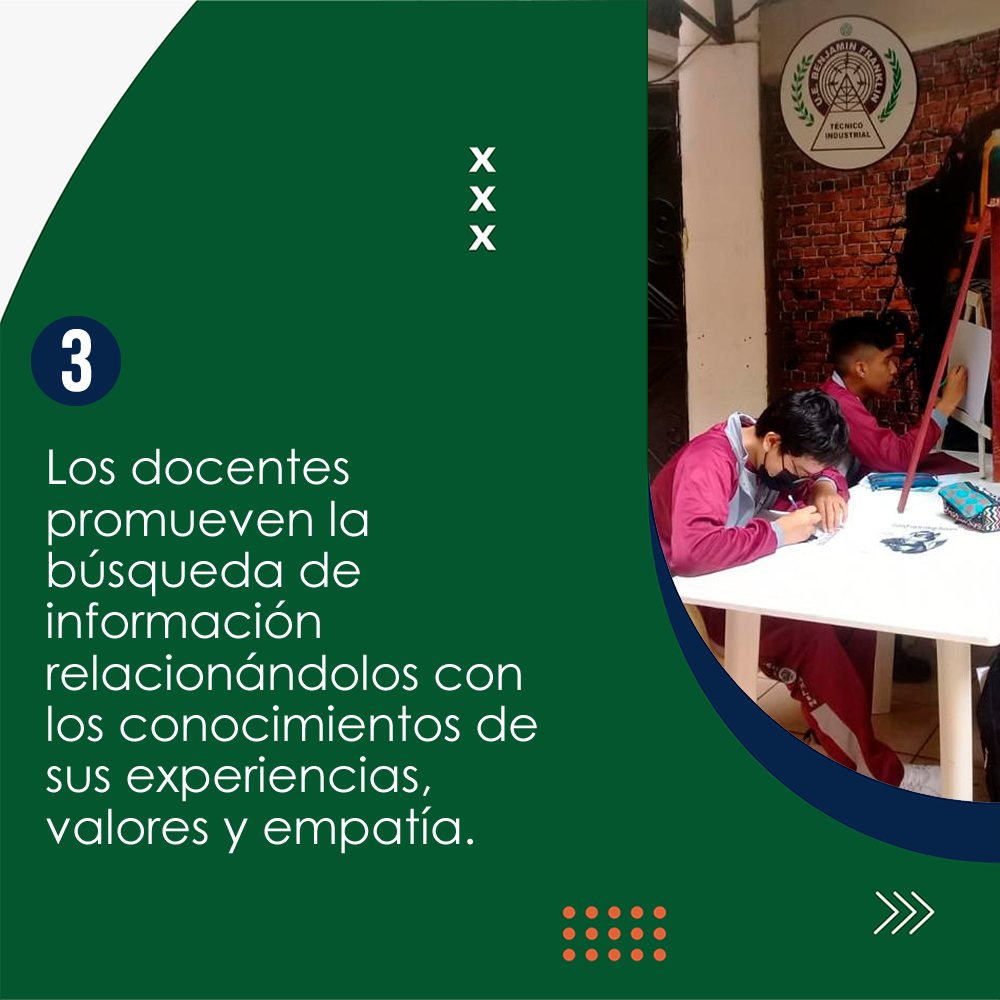 X
X
X
U.E. BENJAMIN FRANKLIN
TÉCNICO
INDUSTRIAL
3
Los docentes
promueven la
búsqueda de
información
relacionándolos con
los conocimientos de
sus experiencias,
valores y empatía.